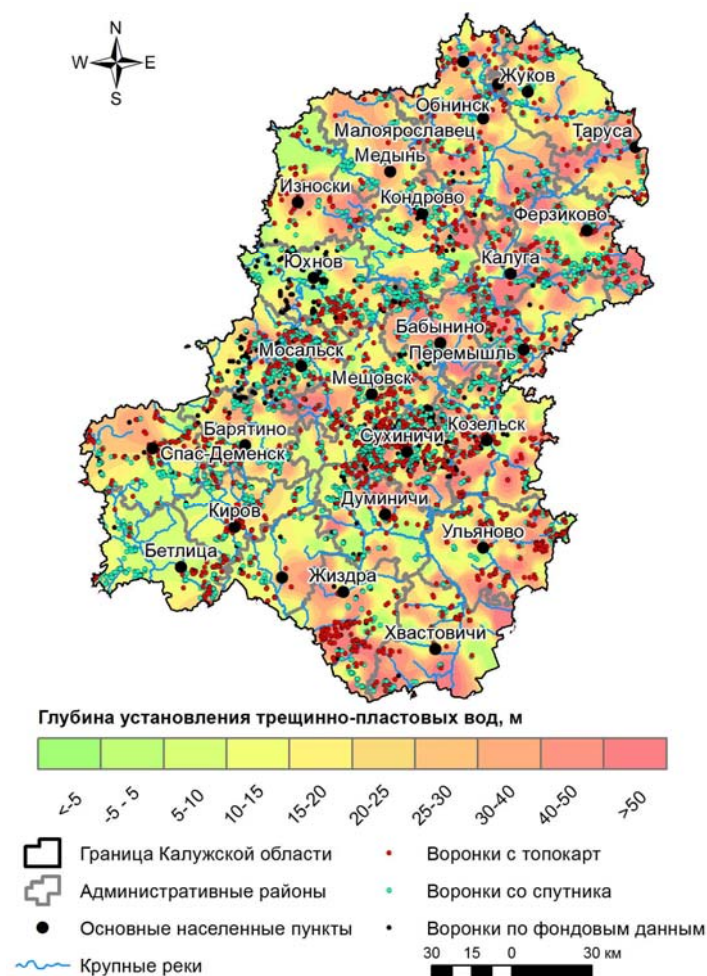 N
W E
S
Жуков
Обнинск
Малоярославец
Таруса
Медынь
Износки
Кондрово
Ферзиково
Юхнов
Калуга
Бабынино
Мосальск
Перемышль
Мещовск
Барятино
Козельск
Сухиничи
Спас-Деменск
Думиничи
Киров
Ульяново
Бетлица
Жиздра
Хвастовичи
Глубина установления трещинно-пластовых вод, м
<-5 -5 - 5 5-10 10-15 15-20 20-25 25-30 30-40 40-50 >50
Граница Калужской области
Воронки с топокарт
Административные районы
Воронки со спутника
Основные населенные пункты
Воронки по фондовым данным
Крупные реки
30 15 0 30 км